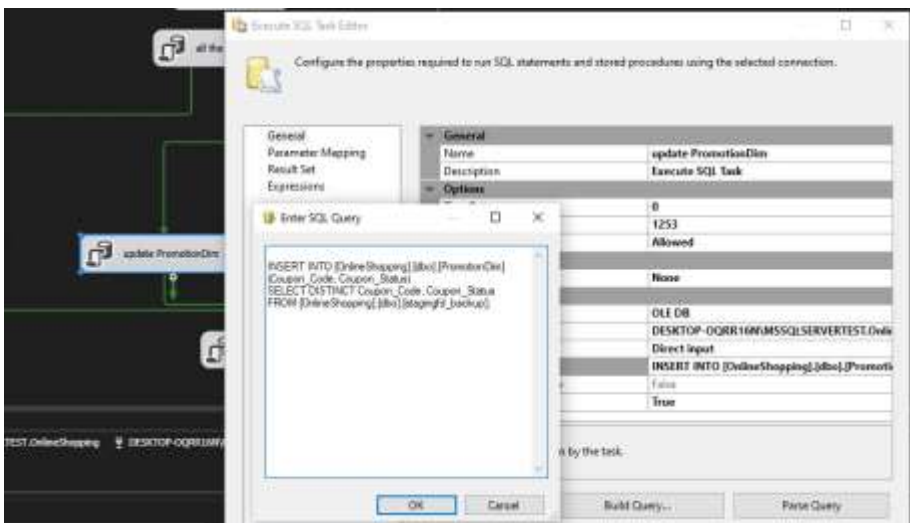 all the
Execute SQL Task Editor
Configure the properties required to run SQL statements and stored procedures using the selected connection.
General
Parameter Mapping
Result Set
Expressions
General
Name update PromotionDim
Description Execute SQL Task
Options
0
1253
Allowed
None
OLE DB
DESKTOP-OQRR16N\MSSQLSERVERTEST.Onlin
Direct input
INSERT INTO [OnlineShopping].[dbo].[Promoti
False
True
n by the task.
Build Query...
Parse Query
update PromotionDim
Enter SQL Query
INSERT INTO [OnlineShopping].[dbo].[PromotionDim]
(Coupon_Code, Coupon_Status)
SELECT DISTINCT Coupon_Code, Coupon_Status
FROM [OnlineShopping].[dbo].
OK
Cancel
TEST.OnlineShopping